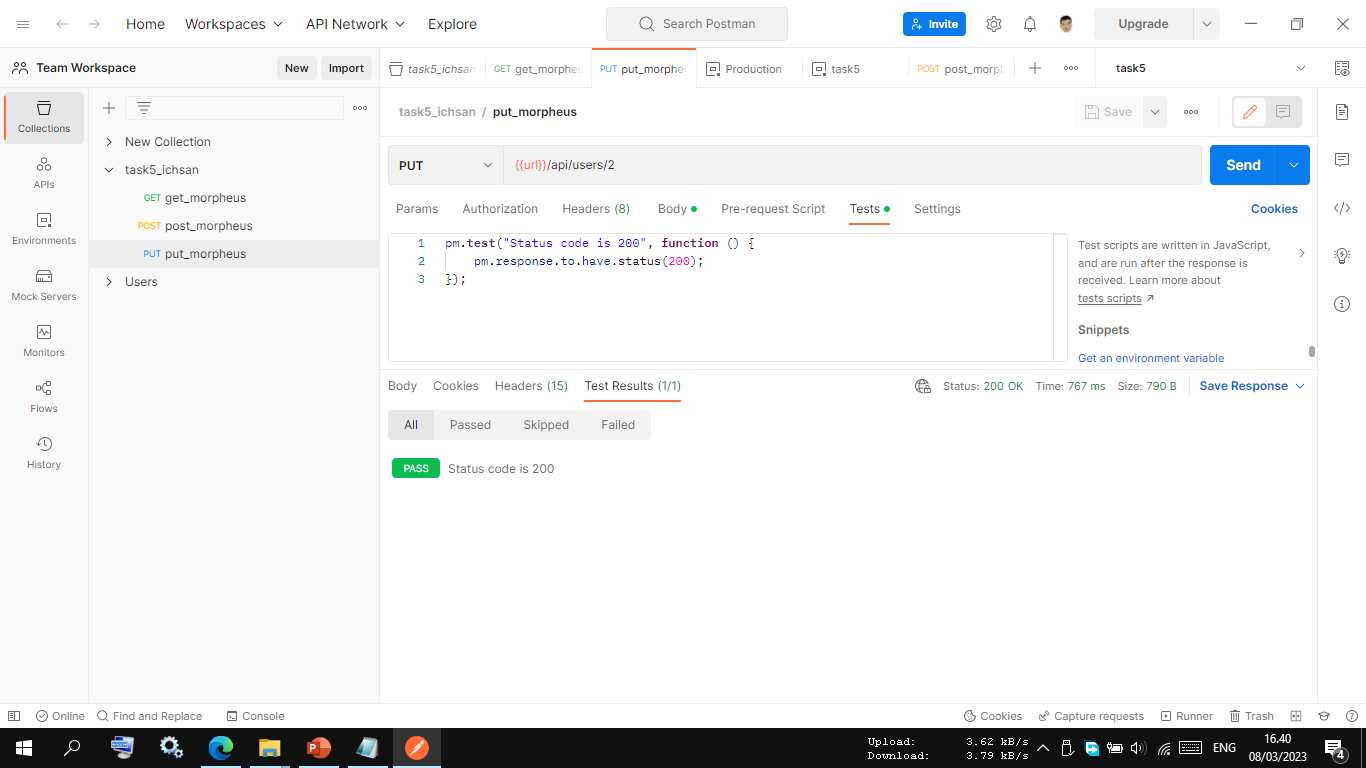 Home Workspaces API Network Explore Search Postman Invite Upgrade
Team Workspace New Import
task5_ichsan GET get_morpheu PUT put_morpheu Production task5 POST post_morph task5
Collections
APIs
Environments
Mock Servers
Monitors
Flows
History
New Collection
task5_ichsan
GET get_morpheus
POST post_morpheus
PUT put_morpheus
Users
task5_ichsan / put_morpheus Save
PUT {{url}}/api/users/2 Send
Params Authorization Headers (8) Body Pre-request Script Tests Settings Cookies
1 pm.test("Status code is 200", function () {
2 pm.response.to.have.status(200);
3 });
Test scripts are written in JavaScript,
and are run after the response is
received. Learn more about
tests scripts
Snippets
Get an environment variable
Body Cookies Headers (15) Test Results (1/1) Status: 200 OK Time: 767 ms Size: 790 B Save Response
All Passed Skipped Failed
PASS Status code is 200
Online Find and Replace Console Cookies Capture requests Runner Trash
Upload: 3.62 kB/s
Download: 3.79 kB/s
ENG
16.40
08/03/2023
4